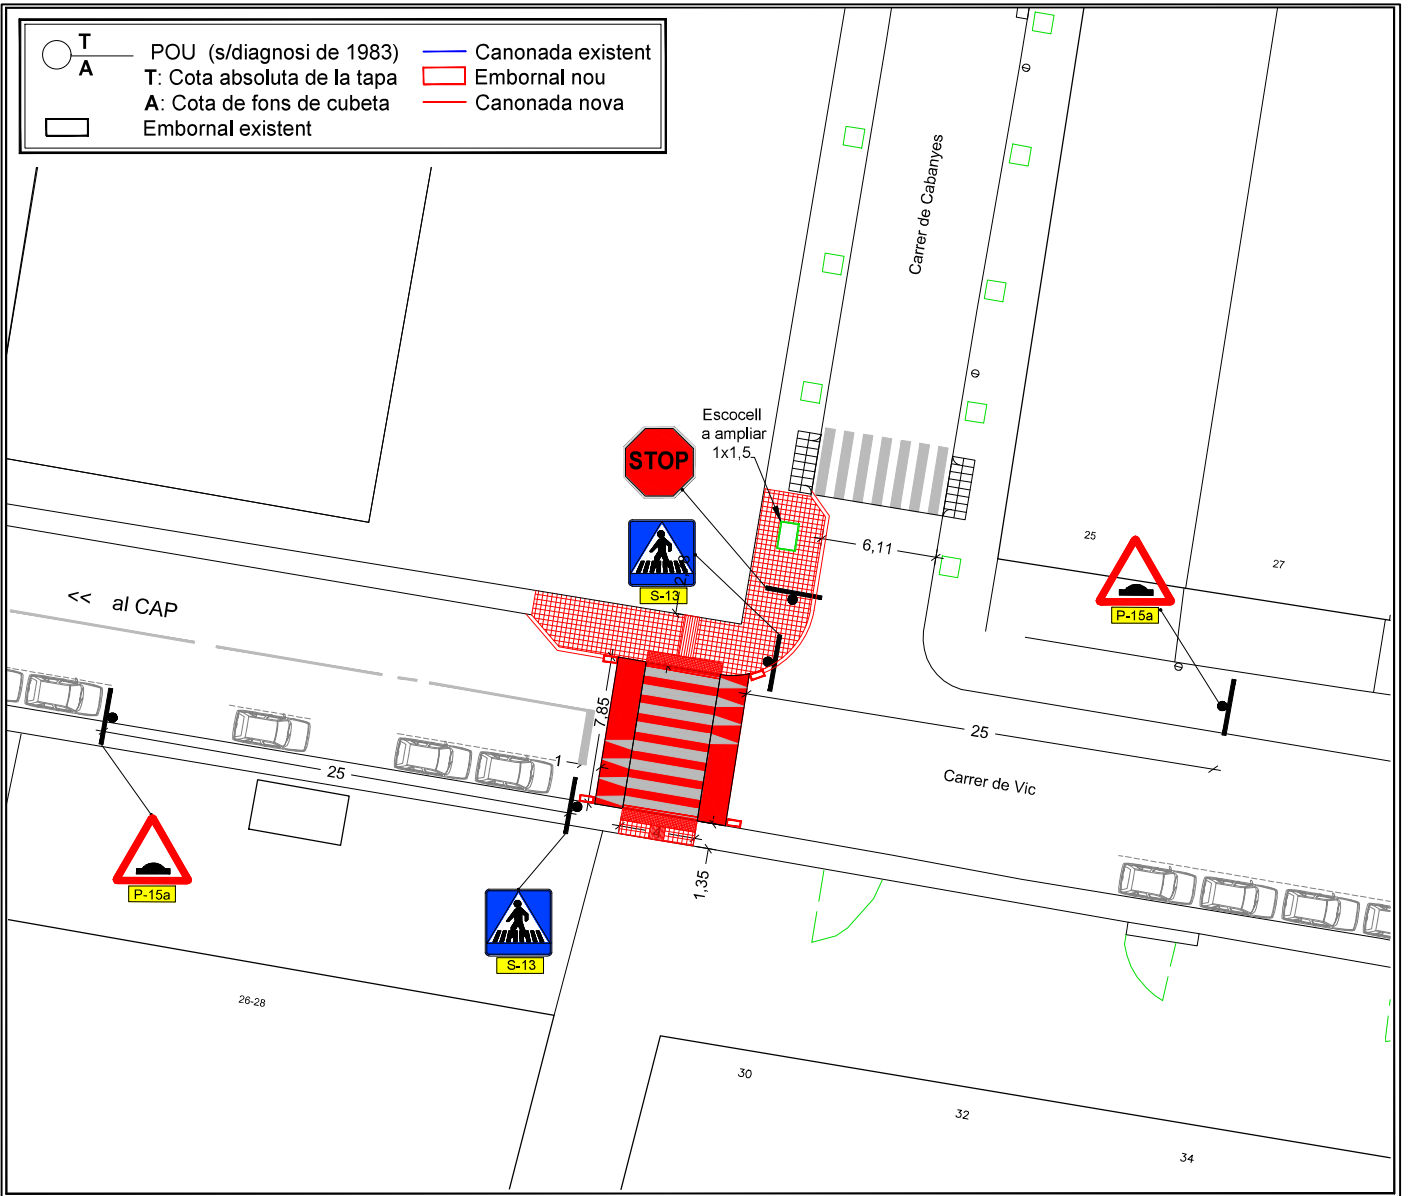 T
A
POU (s/diagnosi de 1983)
T: Cota absoluta de la tapa
A: Cota de fons de cubeta
Embornal existent
Canonada existent
Embornal nou
Canonada nova
Carrer de Cabanyes
Escocell
a ampliar
1x1,5
STOP
S-13
6,11
25
27
P-15a
<< al CAP
7,85
1
25
25
Carrer de Vic
4
1,35
P-15a
S-13
26-28
30
32
34